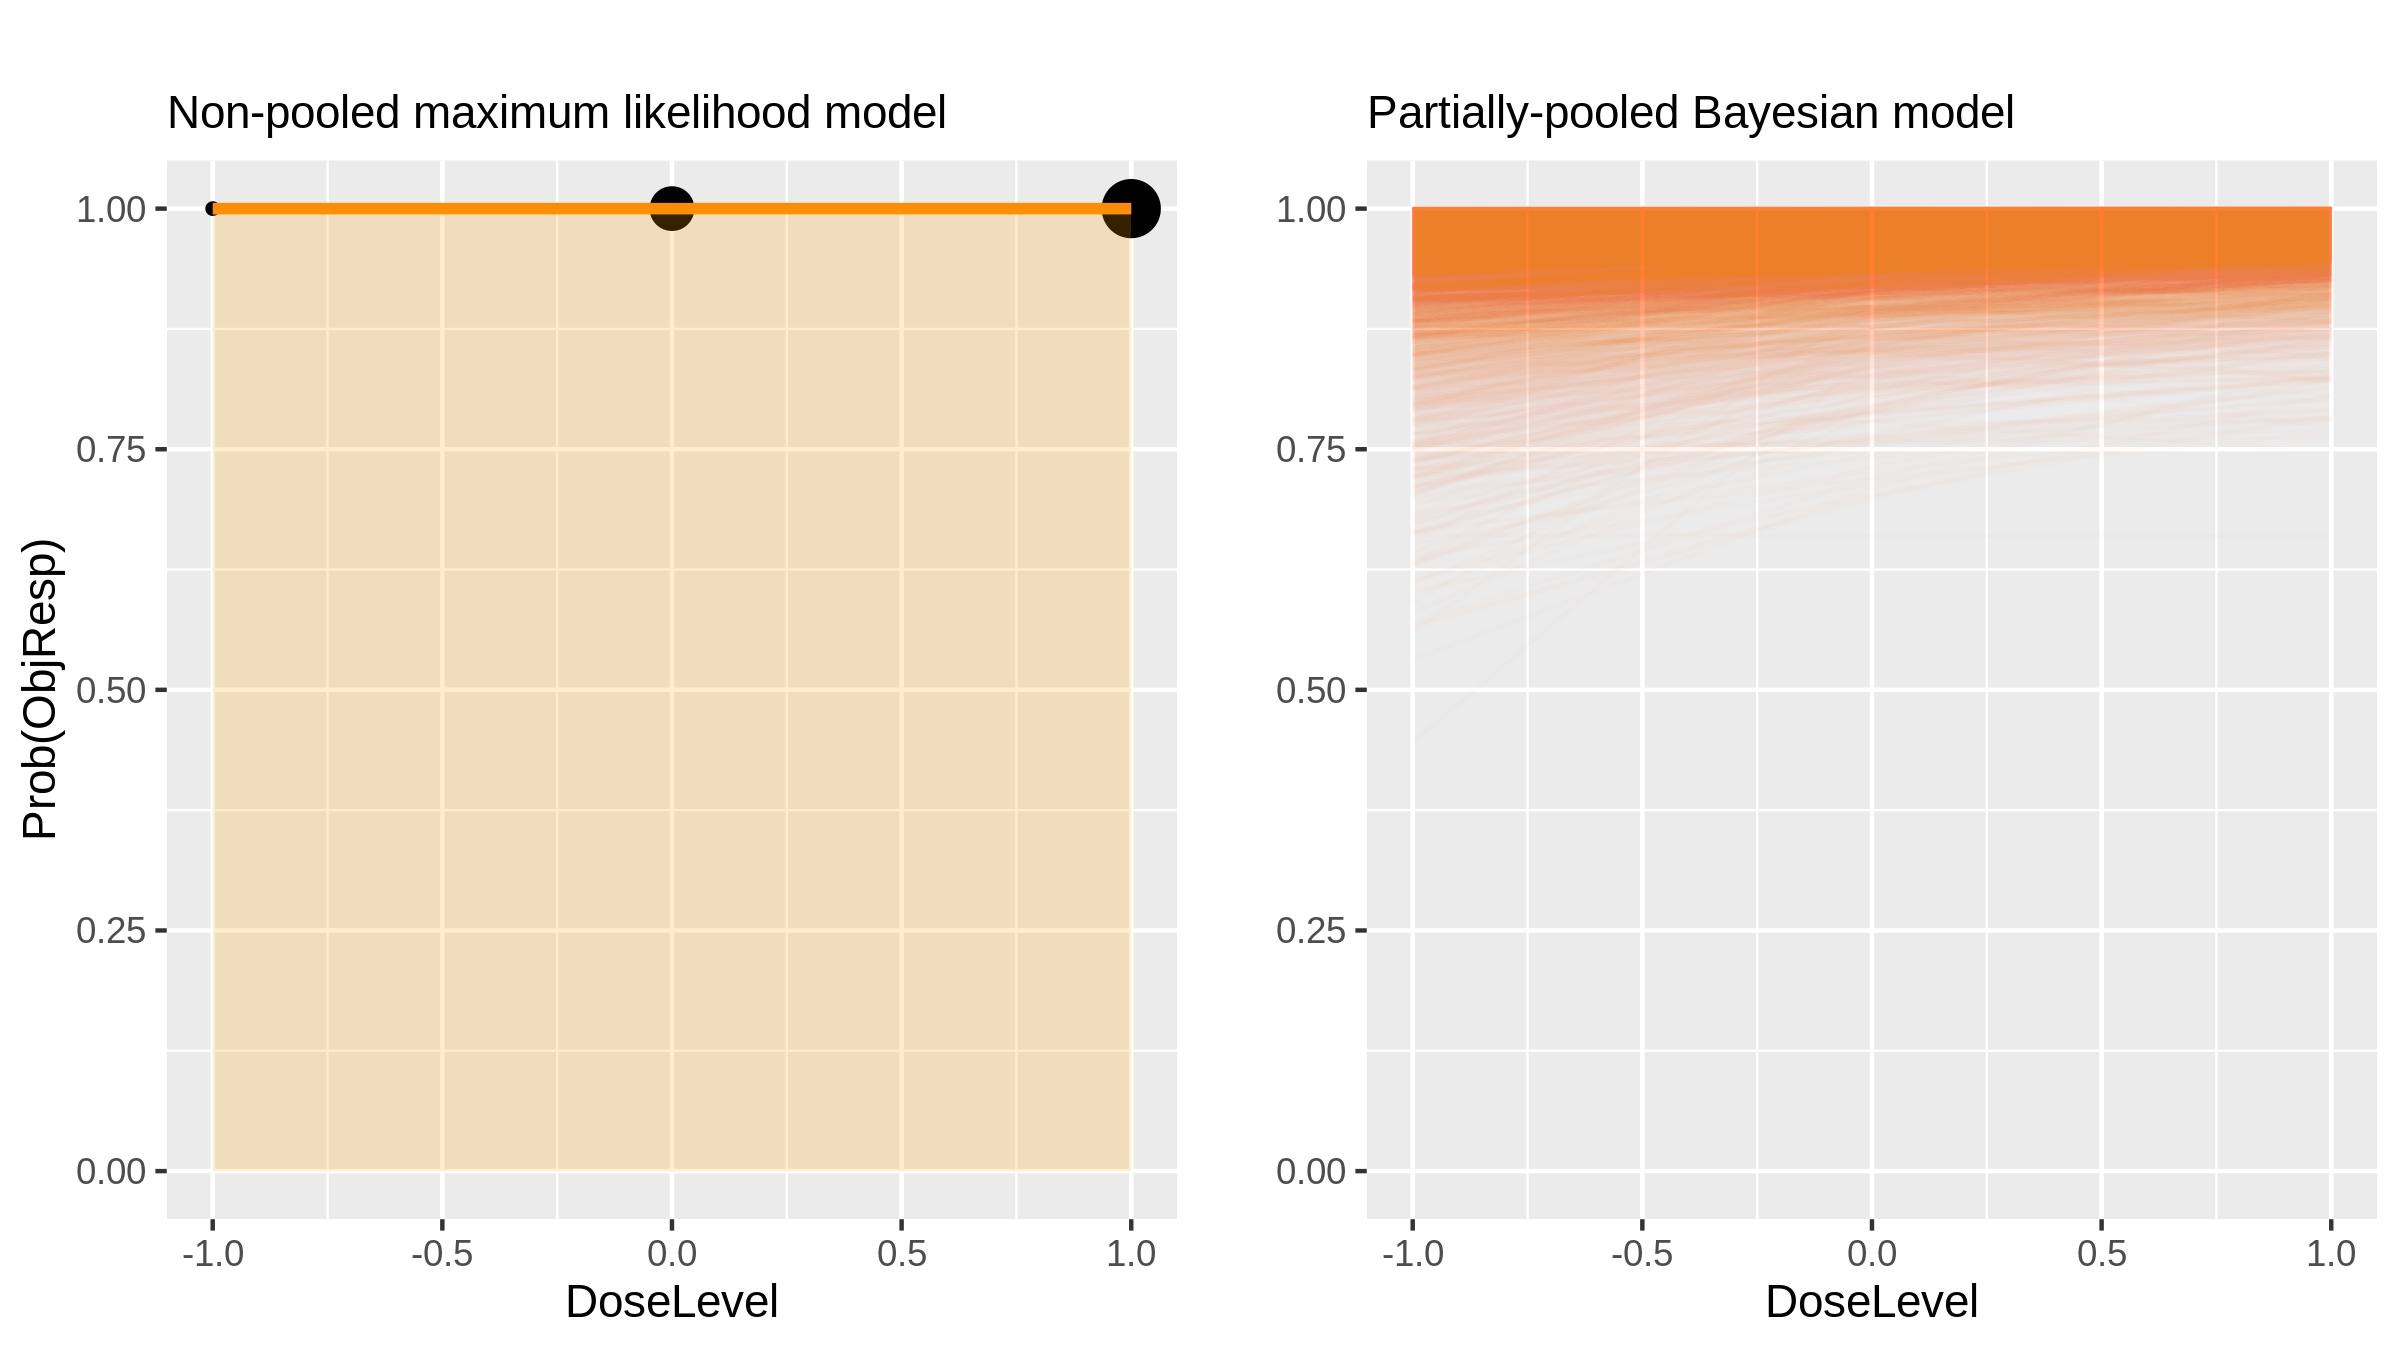 Non-pooled maximum likelihood model
Partially-pooled Bayesian model
Prob(ObjResp)
1.00
0.75
0.50
0.25
0.00
-1.0 -0.5 0.0 0.5 1.0
DoseLevel
1.00
0.75
0.50
0.25
0.00
-1.0 -0.5 0.0 0.5 1.0
DoseLevel